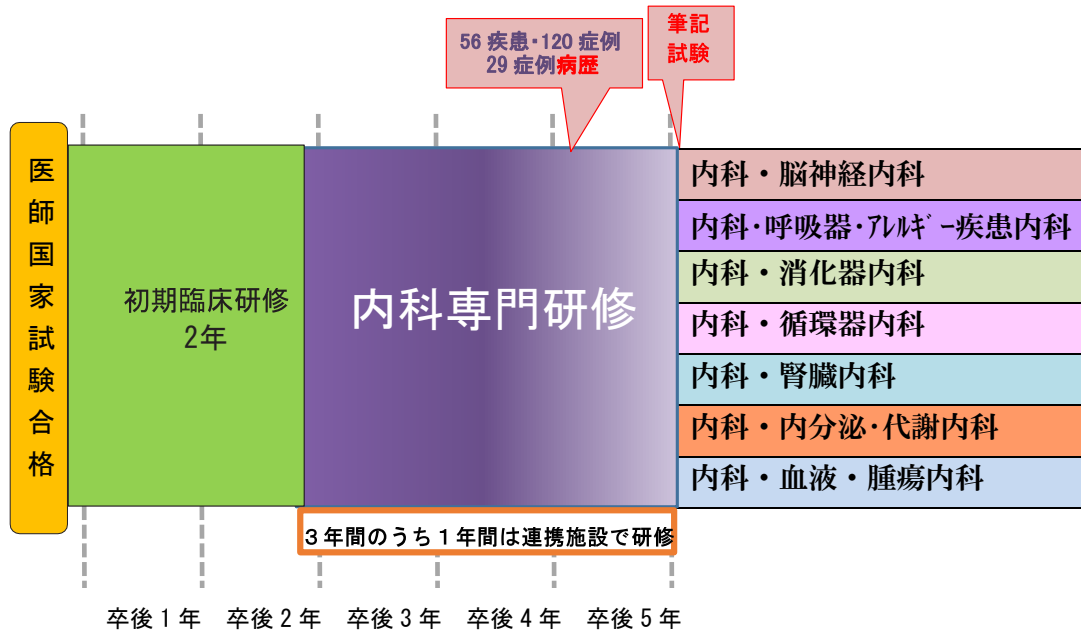 56 疾患・120 症例
29 症例病歴
筆記
試験
医師国家試験合格
初期臨床研修
2年
内科専門研修
内科・脳神経内科
内科・呼吸器・ｱﾚﾙｷﾞｰ疾患内科
内科・消化器内科
内科・循環器内科
内科・腎臓内科
内科・内分泌・代謝内科
内科・血液・腫瘍内科
３年間のうち１年間は連携施設で研修
卒後 1 年 卒後 2 年 卒後 3 年 卒後 4 年 卒後 5 年